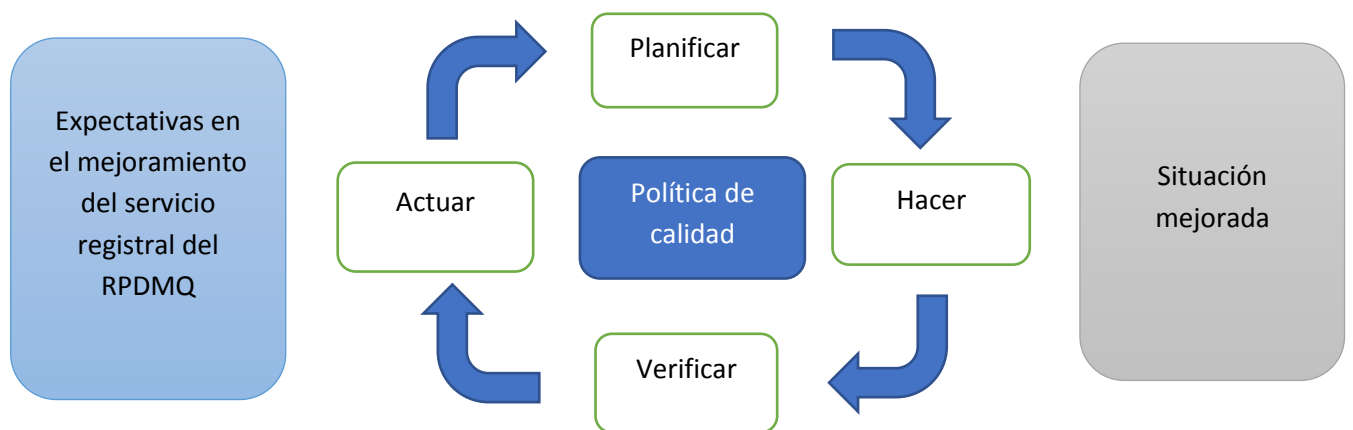 Expectativas en
el mejoramiento
del servicio
registral del
RPDMQ
Planificar
Actuar
Política de
calidad
Hacer
Verificar
Situación
mejorada